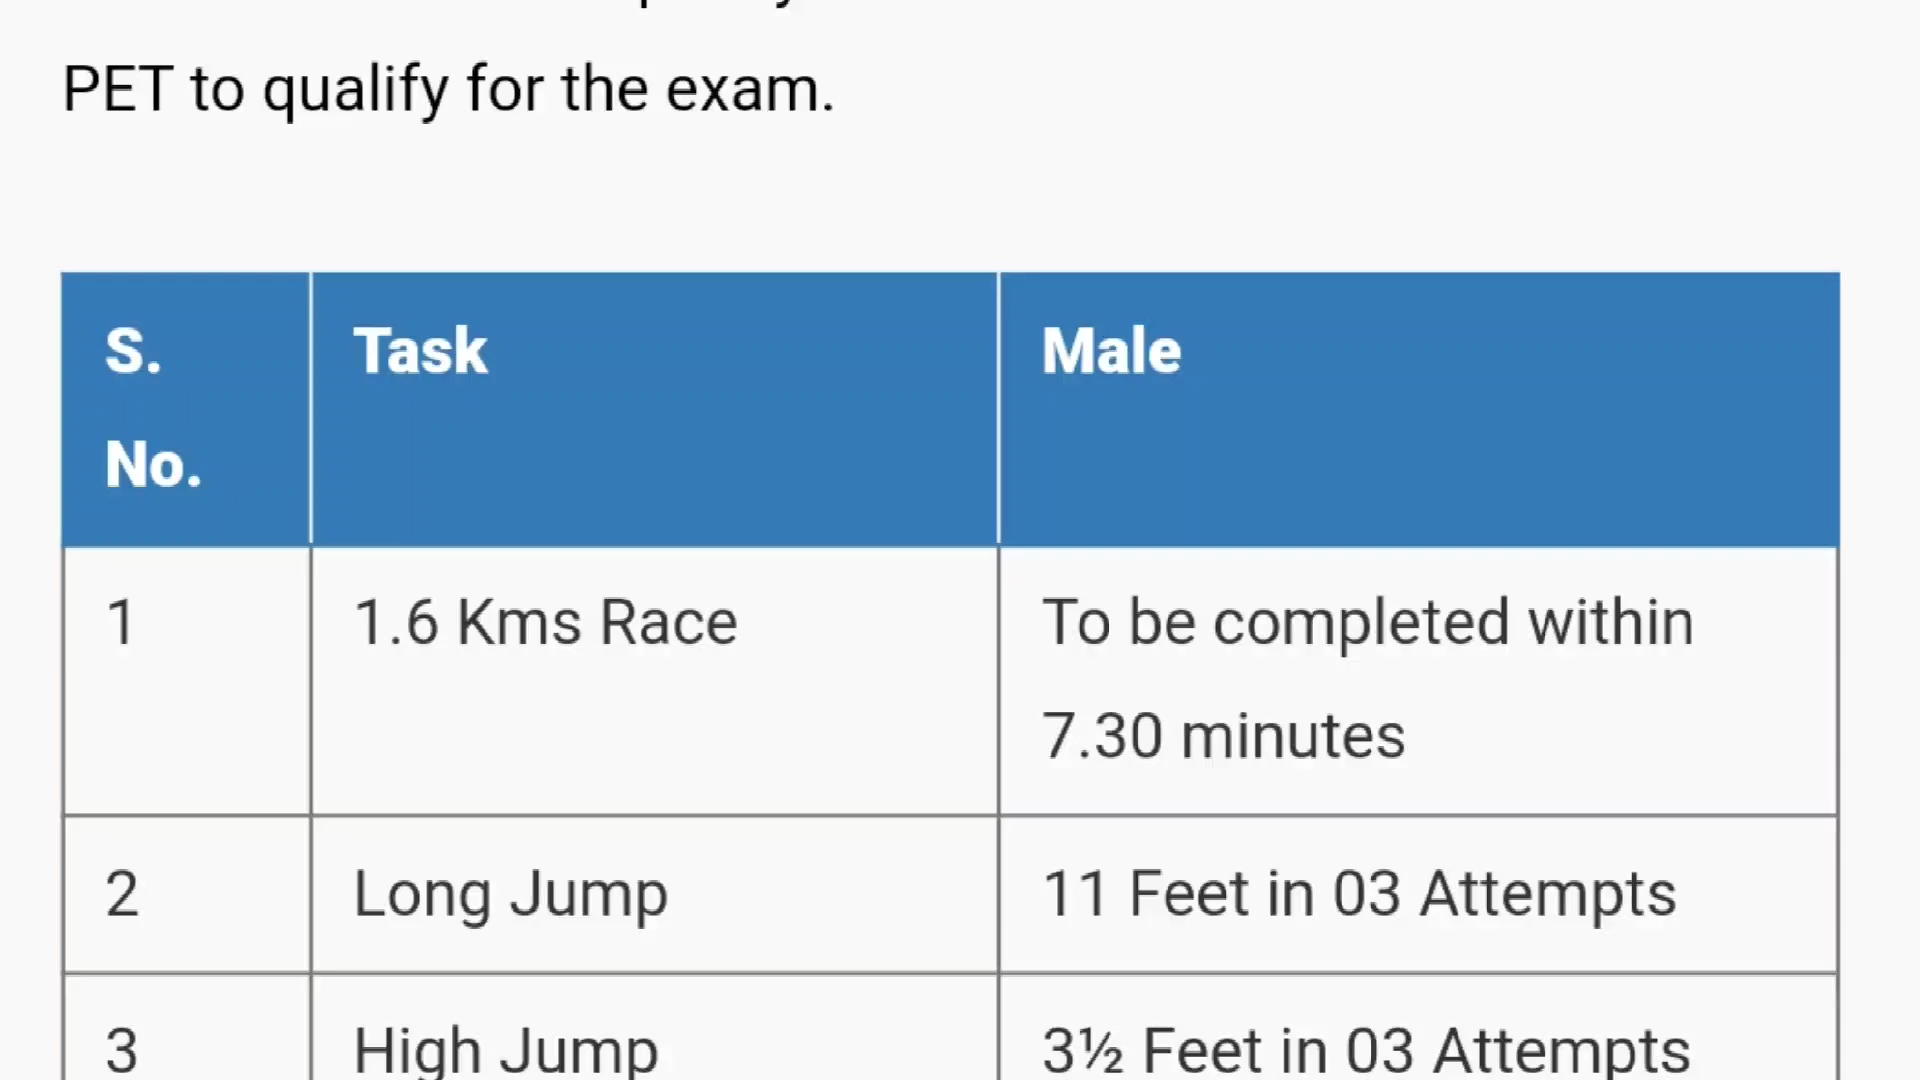 PET to qualify for the exam.
S. Task Male
No.
1 1.6 Kms Race To be completed within
7.30 minutes
2 Long Jump 11 Feet in 03 Attempts
3 High Jump 3½ Feet in 03 Attempts